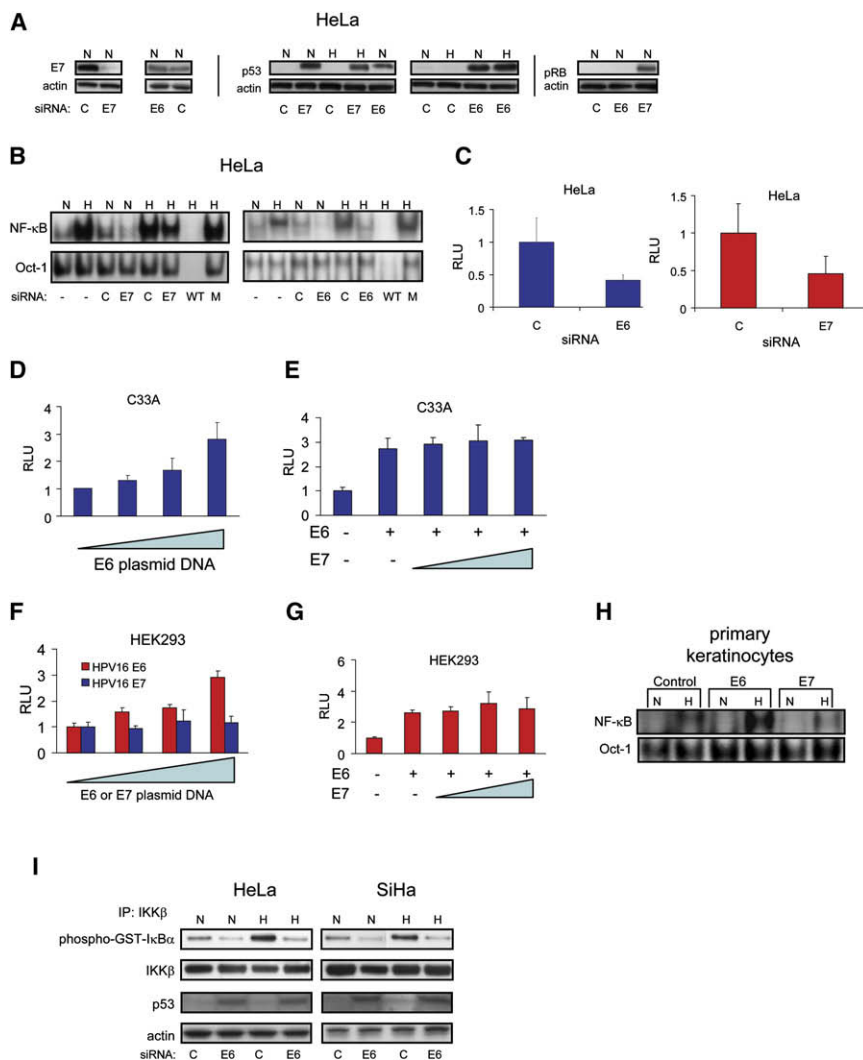 A
HeLa
N N N C N N H H N N H N H N N N
E7
p53
pRB
actin
actin
actin
siRNA: C E7 E6 C C E7 C E7 E6 C C E6 E6 C E6 E7
B
HeLa
N H N N H H H H N H N N H H H H
NF-κB
Oct-1
siRNA: - - C E7 C E7 WT M - - C E6 C E6 WT M
C
HeLa
HeLa
1.5
1
0.5
0
RLU
C E6
siRNA
1.5
1
0.5
0
RLU
C E7
siRNA
D
C33A
4
3
2
1
0
RLU
E6 plasmid DNA
E
C33A
4
3
2
1
0
RLU
E6 - + + + +
E7 - -
F
HEK293
HPV16 E6
HPV16 E7
4
3
2
1
0
RLU
E6 or E7 plasmid DNA
G
HEK293
6
4
2
0
RLU
E6 - + + + +
E7 - -
H
primary
keratinocytes
Control E6 E7
N H N H N H
NF-κB
Oct-1
I
HeLa SiHa
IP: IKKβ
N N H H N N H H
phospho-GST-IκBα
IKKβ
p53
actin
siRNA: C E6 C E6 C E6 C E6